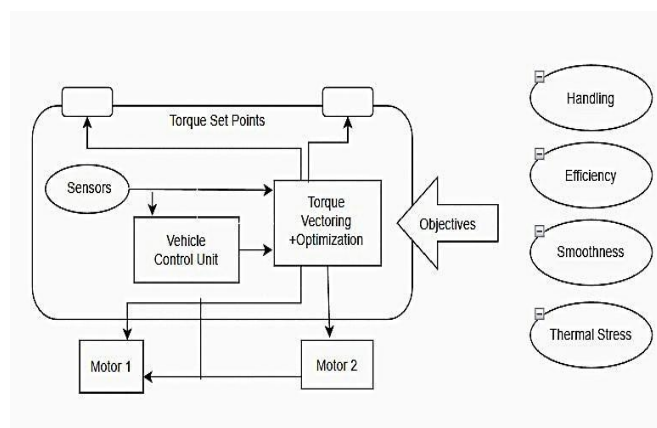 Torque Set Points
Sensors
Torque
Vectoring
+Optimization
Vehicle
Control Unit
Motor 1
Motor 2
Objectives
Handling
Efficiency
Smoothness
Thermal Stress